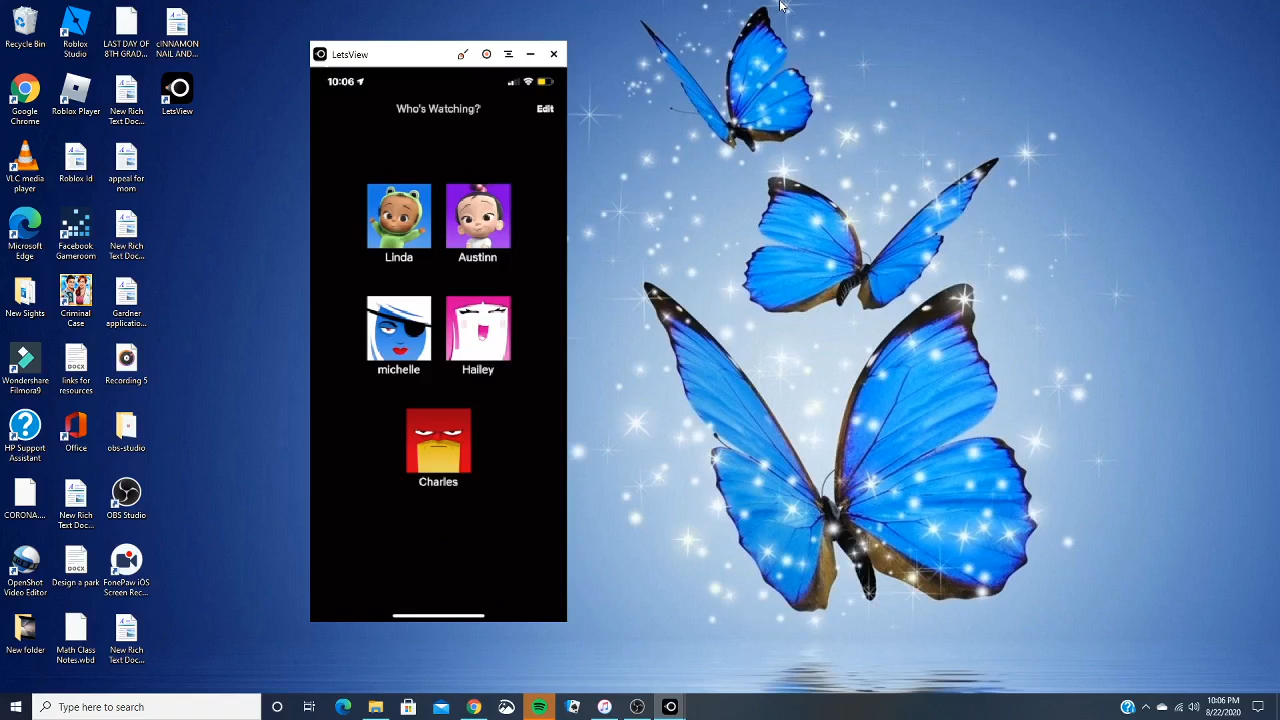 Recycle Bin
Roblox Studio
LAST DAY OF 8TH GRAD...
cINNAMON NAIL AND...
Google Chrome
Roblox Player
New Rich Text Doc...
LetsView
VLC media player
Roblox Id
appeal for mom
Microsoft Edge
Facebook Gameroom
New Rich Text Doc...
New Sights
Criminal Case
Gardner applicatio...
Wondershare Filmora9
links for resources
Recording 5
HP Support Assistant
Office
obs-studio
CORONA....
New Rich Text Doc...
OBS Studio
OpenShot Video Editor
Design a park
FonePaw iOS Screen Rec...
New folder
Math Class Notes.wbd
New Rich Text Doc...
DOCX
DOCX
LetsView
10:06
Who's Watching?
Edit
Linda
Austinn
michelle
Hailey
Charles
Type here to search
10:06 PM
8/22/2020